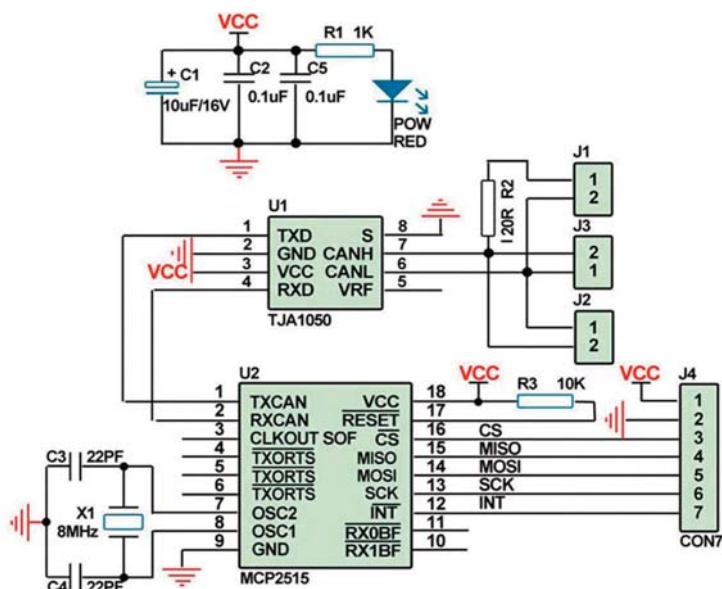 VCC
R1 1K
+ C1
10uF/16V
C2
0.1uF
C5
0.1uF
POW
RED
U1
1 TXD S 8
2 GND CANH 7
3 VCC CANL 6
4 RXD VRF 5
VCC
TJA1050
R2
120R
J1
1
2
J3
2
1
J2
1
2
U2
1 TXCAN VCC 18
2 RXCAN RESET 17
3 CLKOUT SOF CS 16
4 TXORTS MISO 15
5 TXORTS MOSI 14
6 TXORTS SCK 13
7 OSC2 INT 12
8 OSC1 RX0BF 11
9 GND RX1BF 10
MCP2515
VCC
R3 10K
CS
MISO
MOSI
SCK
INT
VCC
J4
1
2
3
4
5
6
7
CON7
C3 22PF
X1
8MHz
C4 22PF